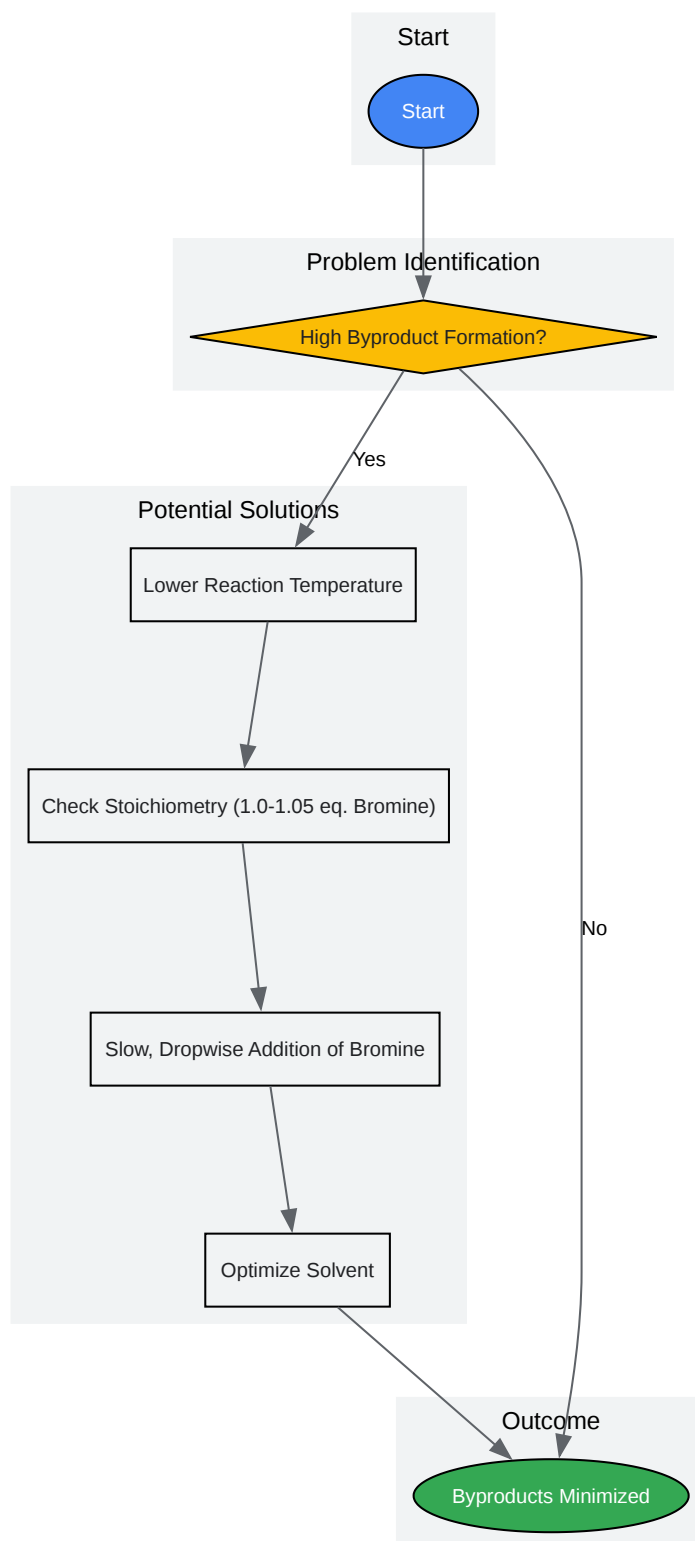 Start
Start
Problem Identification
High Byproduct Formation?
Yes
Potential Solutions
Lower Reaction Temperature
Check Stoichiometry (1.0-1.05 eq. Bromine)
No
Slow, Dropwise Addition of Bromine
Optimize Solvent
Outcome
Byproducts Minimized